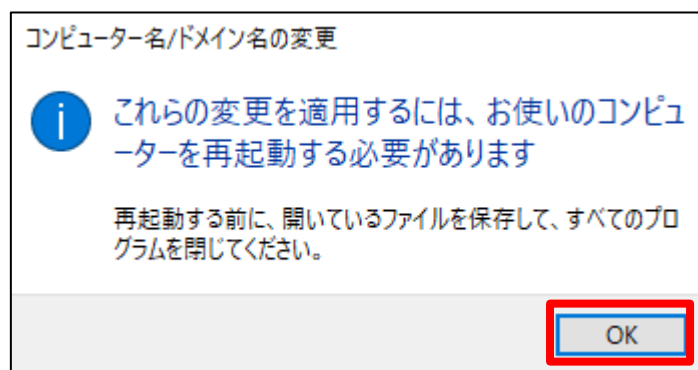 コンピューター名/ドメイン名の変更
これらの変更を適用するには、お使いのコンピュ
ーターを再起動する必要があります
再起動する前に、開いているファイルを保存して、すべてのプロ
グラムを閉じてください。
OK